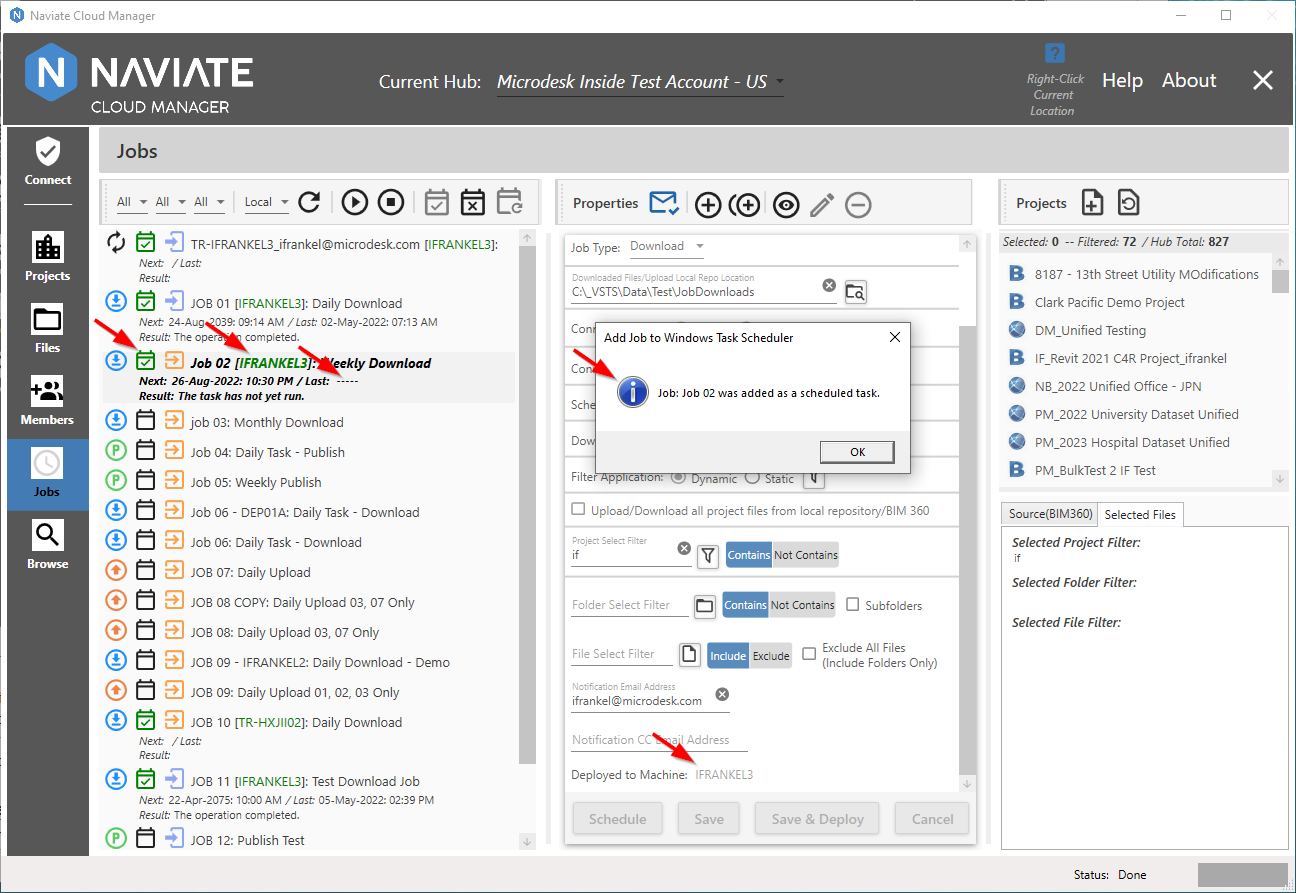 Naviate Cloud Manager
N NAVIATE
CLOUD MANAGER
Current Hub: Microdesk Inside Test Account - US
?
Right-Click
Current
Location
Help
About
Connect
Projects
Files
Members
Jobs
Browse
Jobs
All All All Local
TR-IFRANKEL3_ifrankel@microdesk.com [IFRANKEL3]:
Next: / Last:
Result:
JOB 01 [IFRANKEL3]: Daily Download
Next: 24-Aug-2039: 09:14 AM / Last: 02-May-2022: 07:13 AM
Result: The operation completed.
Job 02 [IFRANKEL3]: Weekly Download
Next: 26-Aug-2022: 10:30 PM / Last: -----
Result: The task has not yet run.
job 03: Monthly Download
P Job 04: Daily Task - Publish
P Job 05: Weekly Publish
Job 06 - DEP01A: Daily Task - Download
Job 06: Daily Task - Download
JOB 07: Daily Upload
JOB 08 COPY: Daily Upload 03, 07 Only
JOB 08: Daily Upload 03, 07 Only
JOB 09 - IFRANKEL2: Daily Download - Demo
JOB 09: Daily Upload 01, 02, 03 Only
JOB 10 [TR-HXJII02]: Daily Download
Next: / Last:
Result:
JOB 11 [IFRANKEL3]: Test Download Job
Next: 22-Apr-2075: 10:00 AM / Last: 05-May-2022: 02:39 PM
Result: The operation completed.
P JOB 12: Publish Test
Properties
Job Type: Download
Downloaded Files/Upload Local Repo Location
C:\_VSTS\Data\Test\JobDownloads
Add Job to Windows Task Scheduler
Job: Job 02 was added as a scheduled task.
OK
Filter Application: Dynamic Static
Upload/Download all project files from local repository/BIM 360
Project Select Filter
if
Contains Not Contains
Folder Select Filter
Contains Not Contains
Subfolders
File Select Filter
Include Exclude
Exclude All Files
(Include Folders Only)
Notification Email Address
ifrankel@microdesk.com
Notification CC Email Address
Deployed to Machine: IFRANKEL3
Schedule
Save
Save & Deploy
Cancel
Projects
Selected: 0 -- Filtered: 72 / Hub Total: 827
B 8187 - 13th Street Utility MOdifications
B Clark Pacific Demo Project
DM_Unified Testing
B IF_Revit 2021 C4R Project_ifrankel
NB_2022 Unified Office - JPN
PM_2022 University Dataset Unified
PM_2023 Hospital Dataset Unified
B PM_BulkTest 2 IF Test
Source(BIM360) Selected Files
Selected Project Filter:
if
Selected Folder Filter:
Selected File Filter:
Status: Done